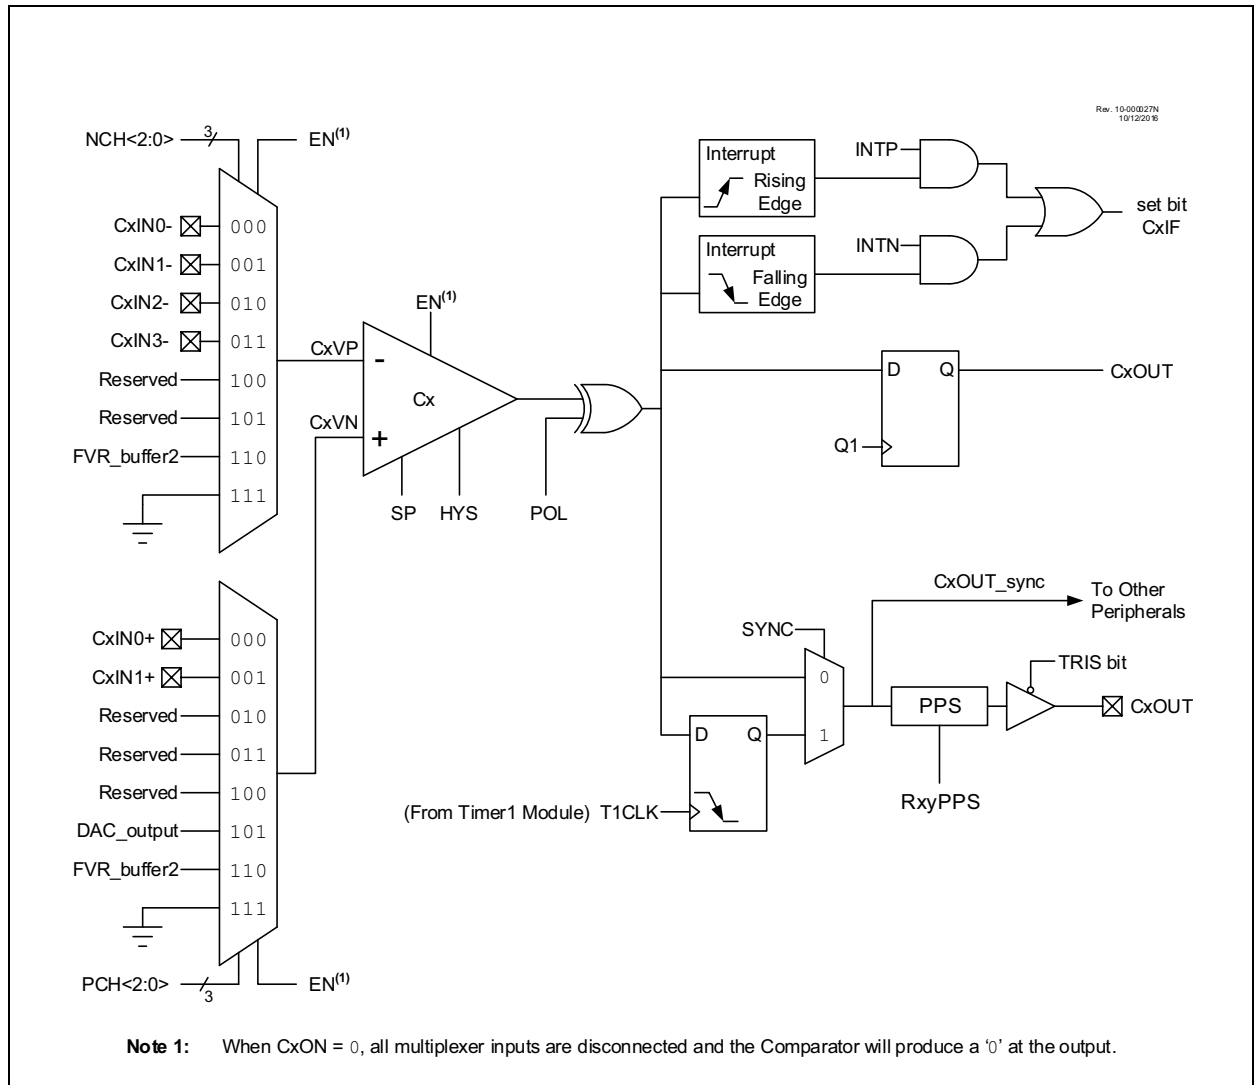 Rev. 10-000027N
10/12/2016
NCH<2:0>
3
EN(1)
CxIN0-
000
CxIN1-
001
CxIN2-
010
CxIN3-
011
Reserved
100
Reserved
101
FVR_buffer2
110
111
CxVP
CxVN
EN(1)
-
Cx
+
SP
HYS
POL
Interrupt
Rising
Edge
INTP
Interrupt
Falling
Edge
INTN
set bit
CxIF
D
Q
Q1
CxOUT
CxIN0+
000
CxIN1+
001
Reserved
010
Reserved
011
Reserved
100
DAC_output
101
FVR_buffer2
110
111
PCH<2:0>
3
EN(1)
CxOUT_sync
To Other
Peripherals
SYNC
0
1
TRIS bit
PPS
CxOUT
RxyPPS
D
Q
(From Timer1 Module) T1CLK
Note 1: When CxON = 0, all multiplexer inputs are disconnected and the Comparator will produce a ‘0’ at the output.